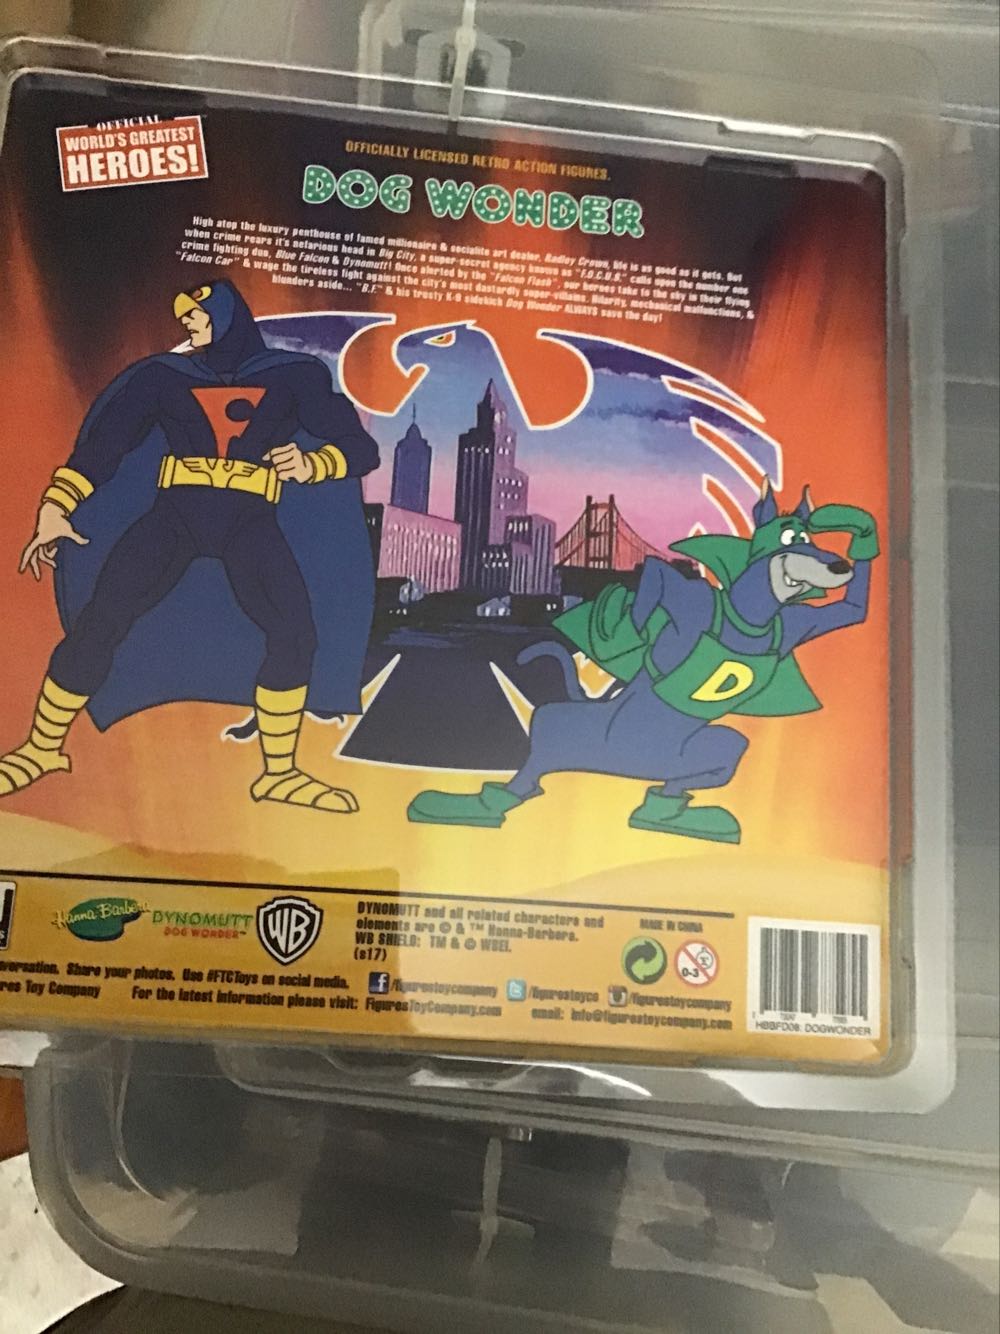 OFFICIAL
WORLD'S GREATEST
HEROES!
OFFICIALLY LICENSED RETRO ACTION FIGURES.
DOG WONDER
High atop the luxury penthouse of famed millionaire & socialite art dealer, Radley Crown, life is as good as it gets. But
when crime rears it's nefarious head in Big City, a super-secret agency known as "F.O.C.U.S." calls upon the number one
crime fighting duo, Blue Falcon & Dynomutt! Once alerted by the "Falcon Flash", our heroes take to the sky in their flying
"Falcon Car" & wage the tireless fight against the city's most dastardly super-villains. Hilarity, mechanical malfunctions, &
blunders aside... "B.F." & his trusty K-9 sidekick Dog Wonder ALWAYS save the day!
F
D
Hanna Barbera
DYNOMUTT
DOG WONDER™
WB
DYNOMUTT and all related characters and
elements are © & ™ Hanna-Barbera.
WB SHIELD: TM & © WBEI.
(s17)
MADE IN CHINA
0-3
versation. Share your photos. Use #FTCToys on social media.
f /figurestoycompany /figurestoyco /figurestoycompany
res Toy Company For the latest information please visit: FiguresToyCompany.com email: info@figurestoycompany.com
HBBFD08: DOGWONDER